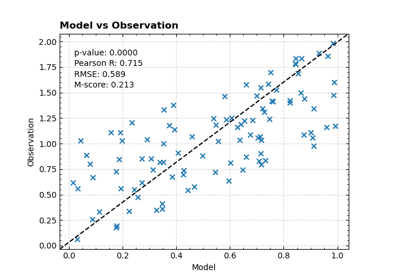 Model vs Observation
2.00
1.75
1.50
1.25
1.00
0.75
0.50
0.25
0.00
Observation
p-value: 0.0000
Pearson R: 0.715
RMSE: 0.589
M-score: 0.213
0.0 0.2 0.4 0.6 0.8 1.0
Model